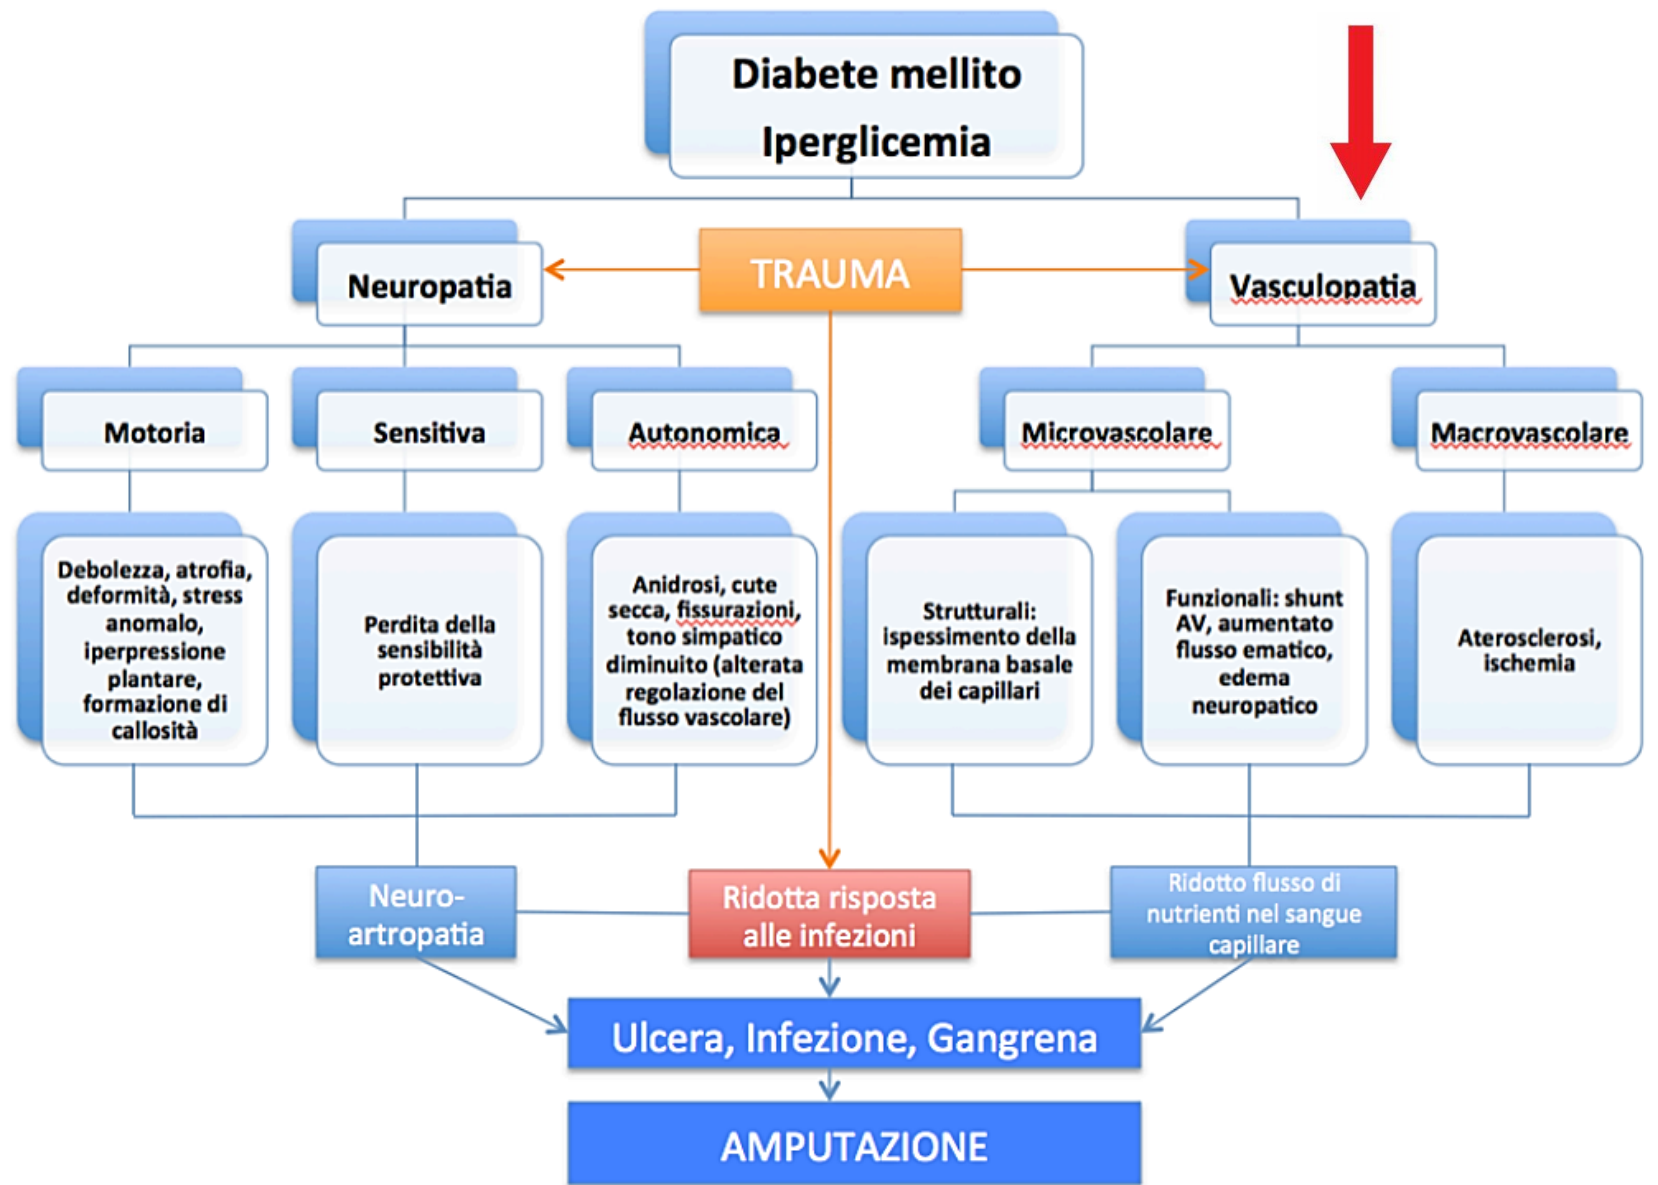 Diabete mellito
Iperglicemia
Neuropatia
TRAUMA
Vasculopatia
Motoria
Sensitiva
Autonomica
Microvascolare
Macrovascolare
Debolezza, atrofia,
deformità, stress
anomalo,
iperpressione
plantare,
formazione di
callosità
Perdita della
sensibilità
protettiva
Anidrosi, cute
secca, fissurazioni,
tono simpatico
diminuito (alterata
regolazione del
flusso vascolare)
Strutturali:
ispessimento della
membrana basale
dei capillari
Funzionali: shunt
AV, aumentato
flusso ematico,
edema
neuropatico
Aterosclerosi,
ischemia
Neuro-
artropatia
Ridotta risposta
alle infezioni
Ridotto flusso di
nutrienti nel sangue
capillare
Ulcera, Infezione, Gangrena
AMPUTAZIONE